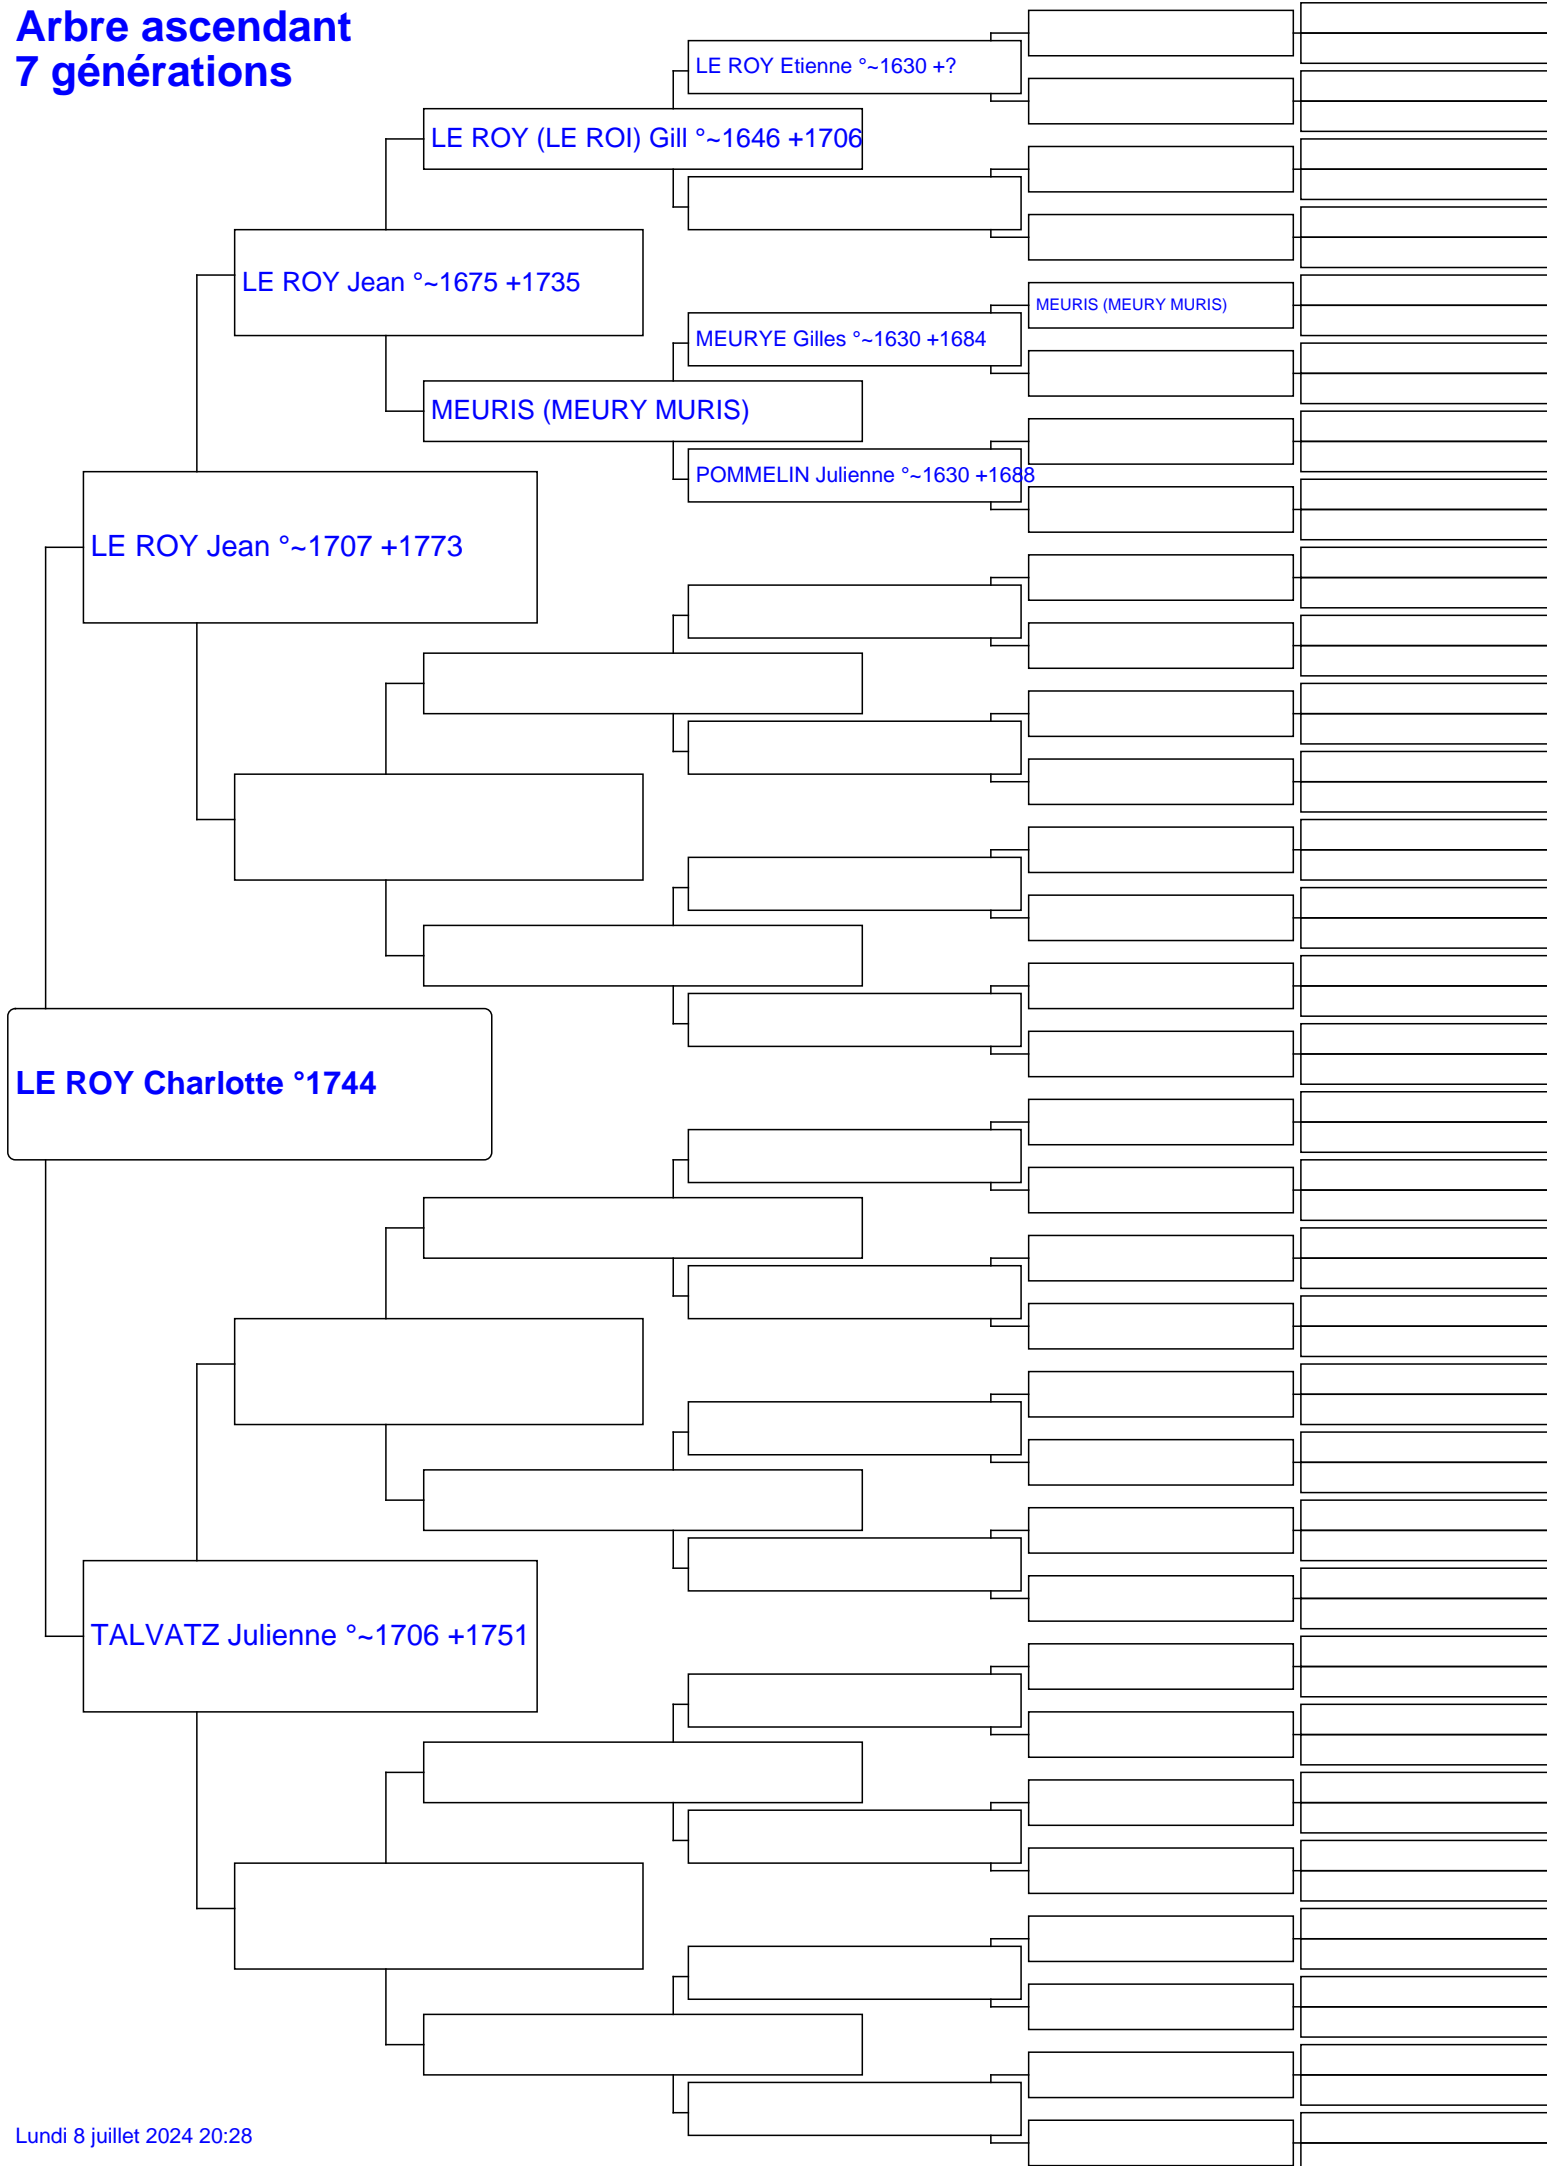 Arbre ascendant
7 générations
LE ROY Etienne °~1630 +?
LE ROY (LE ROI) Gill °~1646 +1706
LE ROY Jean °~1675 +1735
MEURIS (MEURY MURIS)
MEURYE Gilles °~1630 +1684
MEURIS (MEURY MURIS)
POMMELIN Julienne °~1630 +1688
LE ROY Jean °~1707 +1773
LE ROY Charlotte °1744
TALVATZ Julienne °~1706 +1751
Lundi 8 juillet 2024 20:28